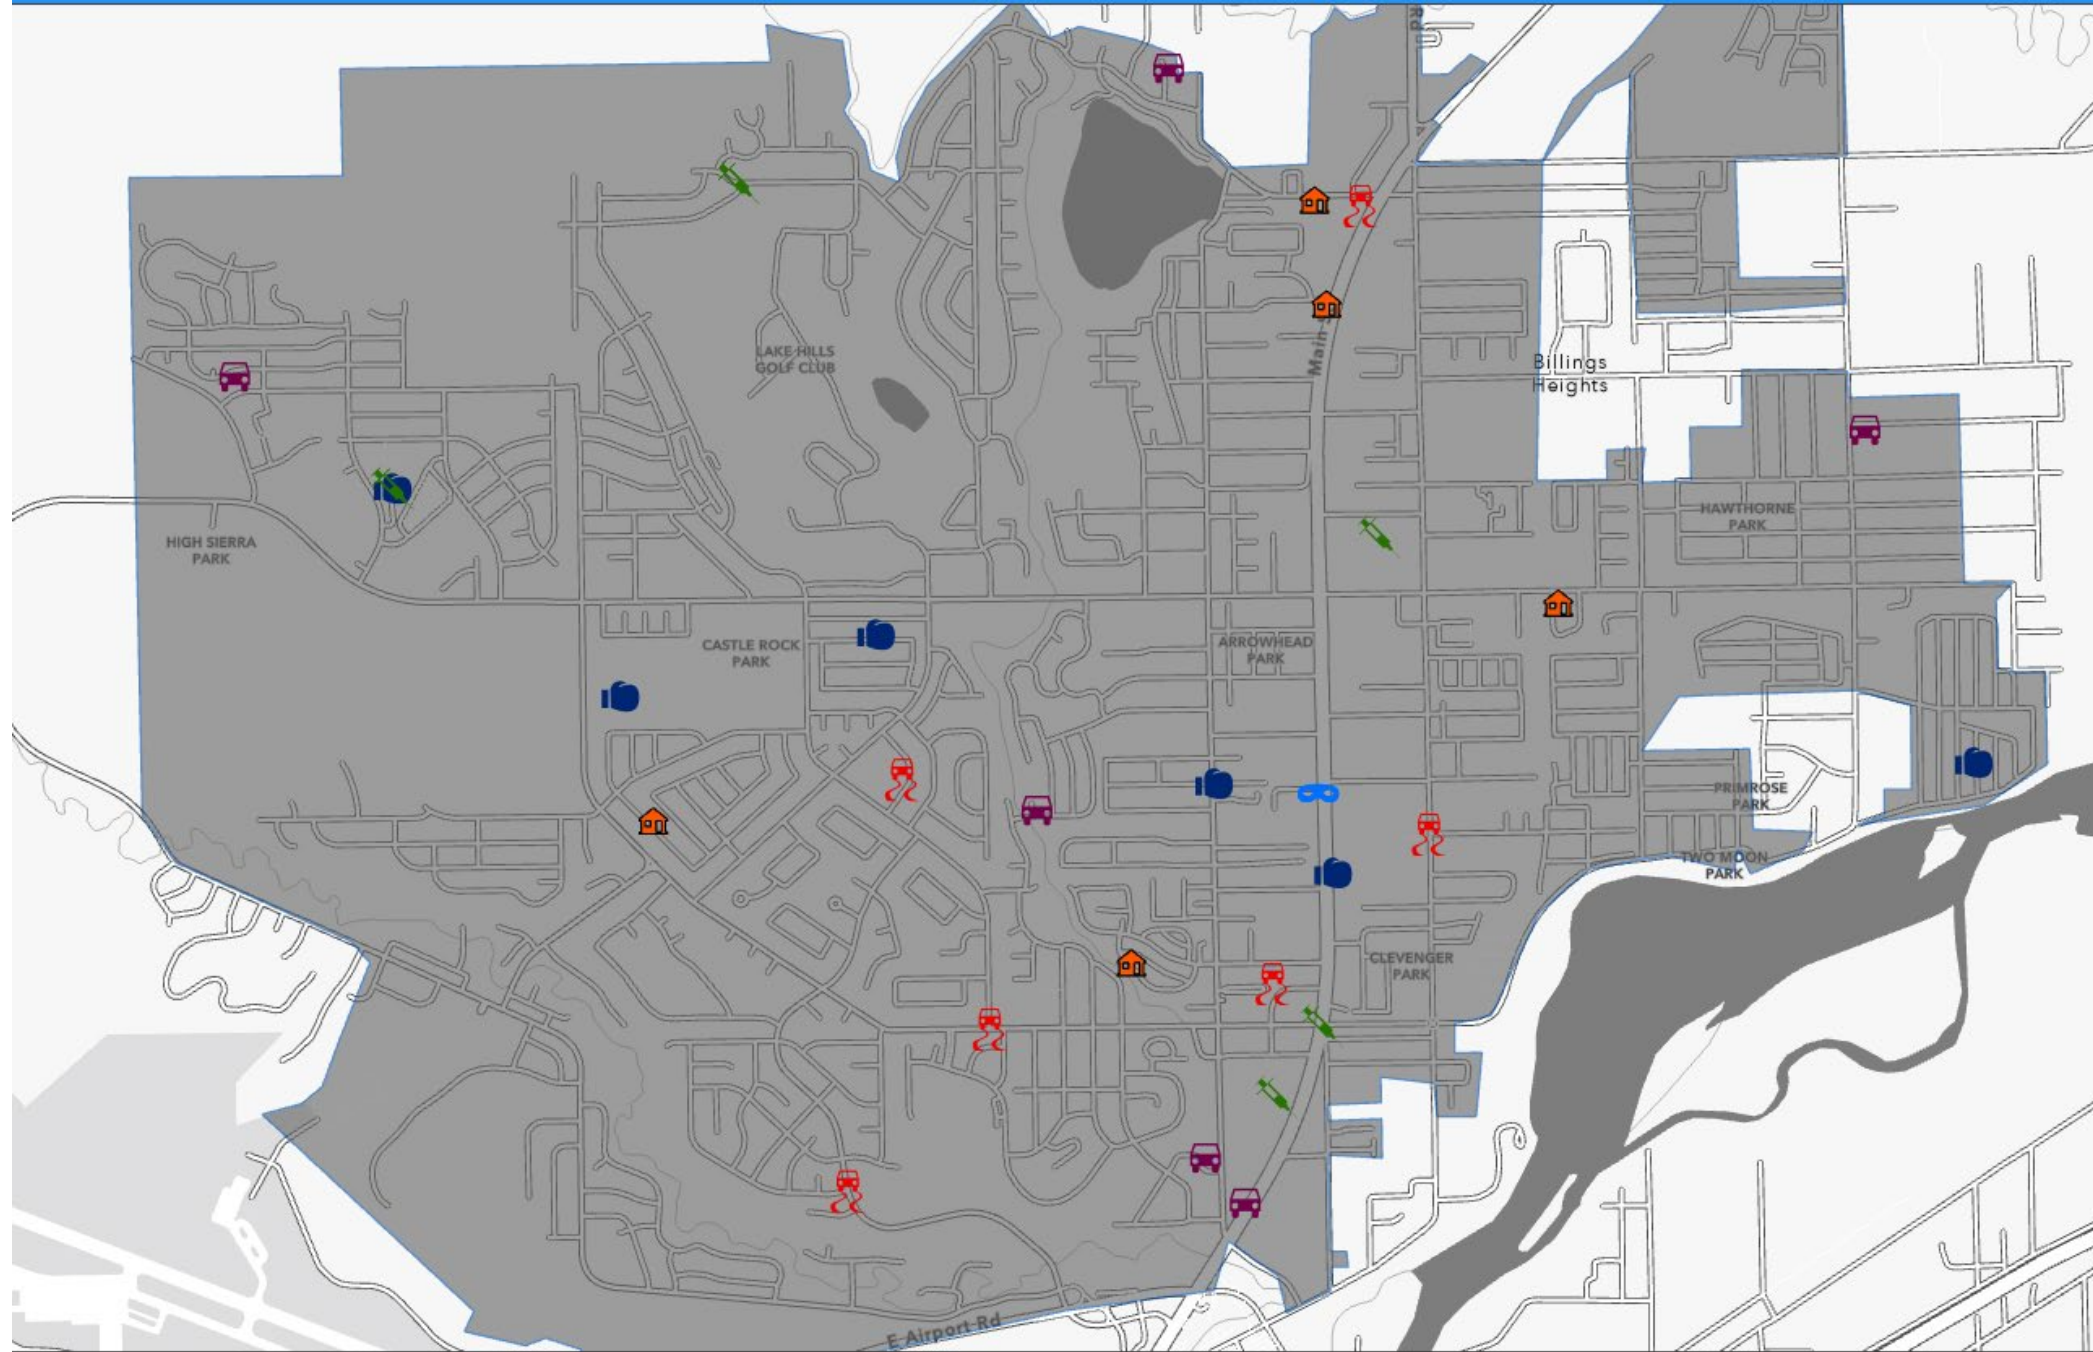 Rd
Main S
LAKE HILLS
GOLF CLUB
Billings
Heights
HAWTHORNE
PARK
HIGH SIERRA
PARK
CASTLE ROCK
PARK
ARROWHEAD
PARK
PRIMROSE
PARK
TWO MOON
PARK
CLEVENGER
PARK
E Airport Rd